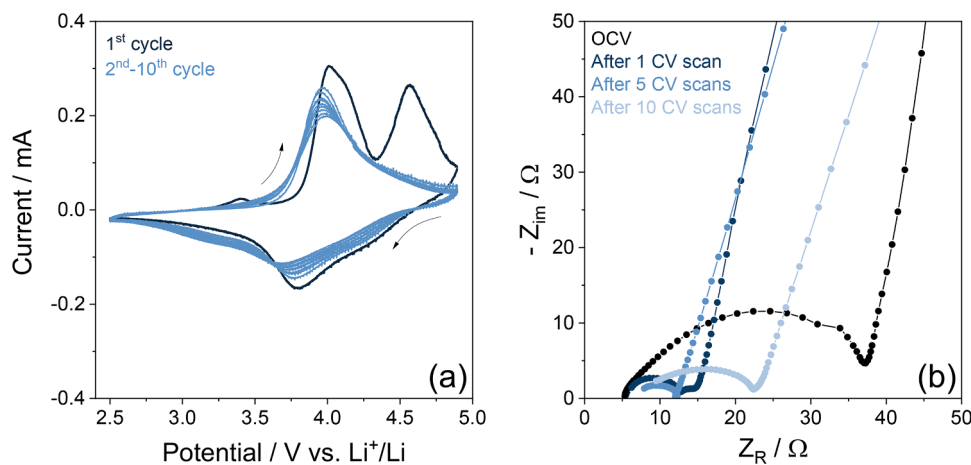 0.4
0.2
0.0
-0.2
-0.4
Current / mA
1st cycle
2nd-10th cycle
(a)
2.5 3.0 3.5 4.0 4.5 5.0
Potential / V vs. Li⁺/Li
50
40
30
20
10
0
- Zim / Ω
OCV
After 1 CV scan
After 5 CV scans
After 10 CV scans
(b)
0 10 20 30 40 50
ZR / Ω